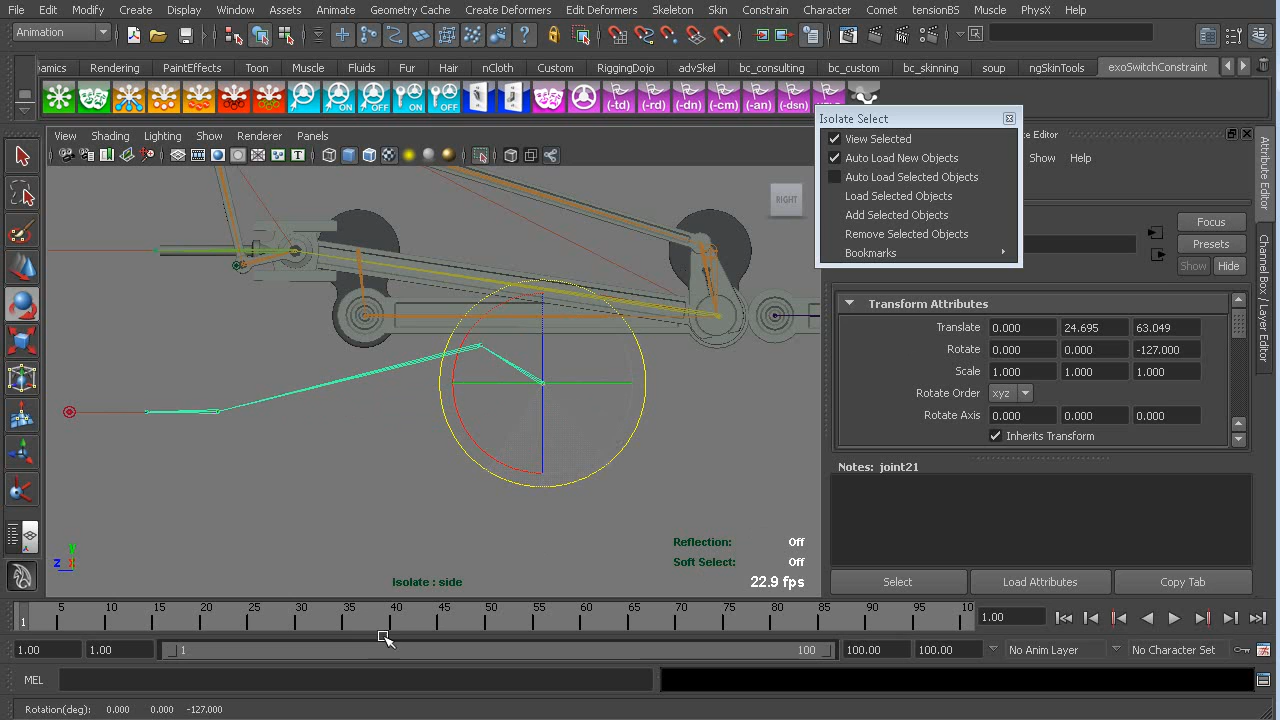 File Edit Modify Create Display Window Assets Animate Geometry Cache Create Deformers Edit Deformers Skeleton Skin Constrain Character Comet tensionBS Muscle PhysX Help
Animation
amics Rendering PaintEffects Toon Muscle Fluids Fur Hair nCloth Custom RiggingDojo advSkel bc_consulting bc_custom bc_skinning soup ngSkinTools exoSwitchConstraint
ON OFF ON OFF (-td) (-rd) (-dn) (-cm) (-an) (-dsn)
View Shading Lighting Show Renderer Panels
Isolate Select
View Selected
Auto Load New Objects
Auto Load Selected Objects
Load Selected Objects
Add Selected Objects
Remove Selected Objects
Bookmarks
te Editor
Show Help
Focus
Presets
Show Hide
RIGHT
Transform Attributes
Translate 0.000 24.695 63.049
Rotate 0.000 0.000 -127.000
Scale 1.000 1.000 1.000
Rotate Order xyz
Rotate Axis 0.000 0.000 0.000
Inherits Transform
Notes: joint21
Select Load Attributes Copy Tab
Attribute Editor
Channel Box / Layer Editor
Reflection: Off
Soft Select: Off
22.9 fps
Isolate : side
y
z x
1 5 10 15 20 25 30 35 40 45 50 55 60 65 70 75 80 85 90 95 10
1.00
1.00 1.00 1 100 100.00 100.00 No Anim Layer No Character Set
MEL
Rotation(deg): 0.000 0.000 -127.000